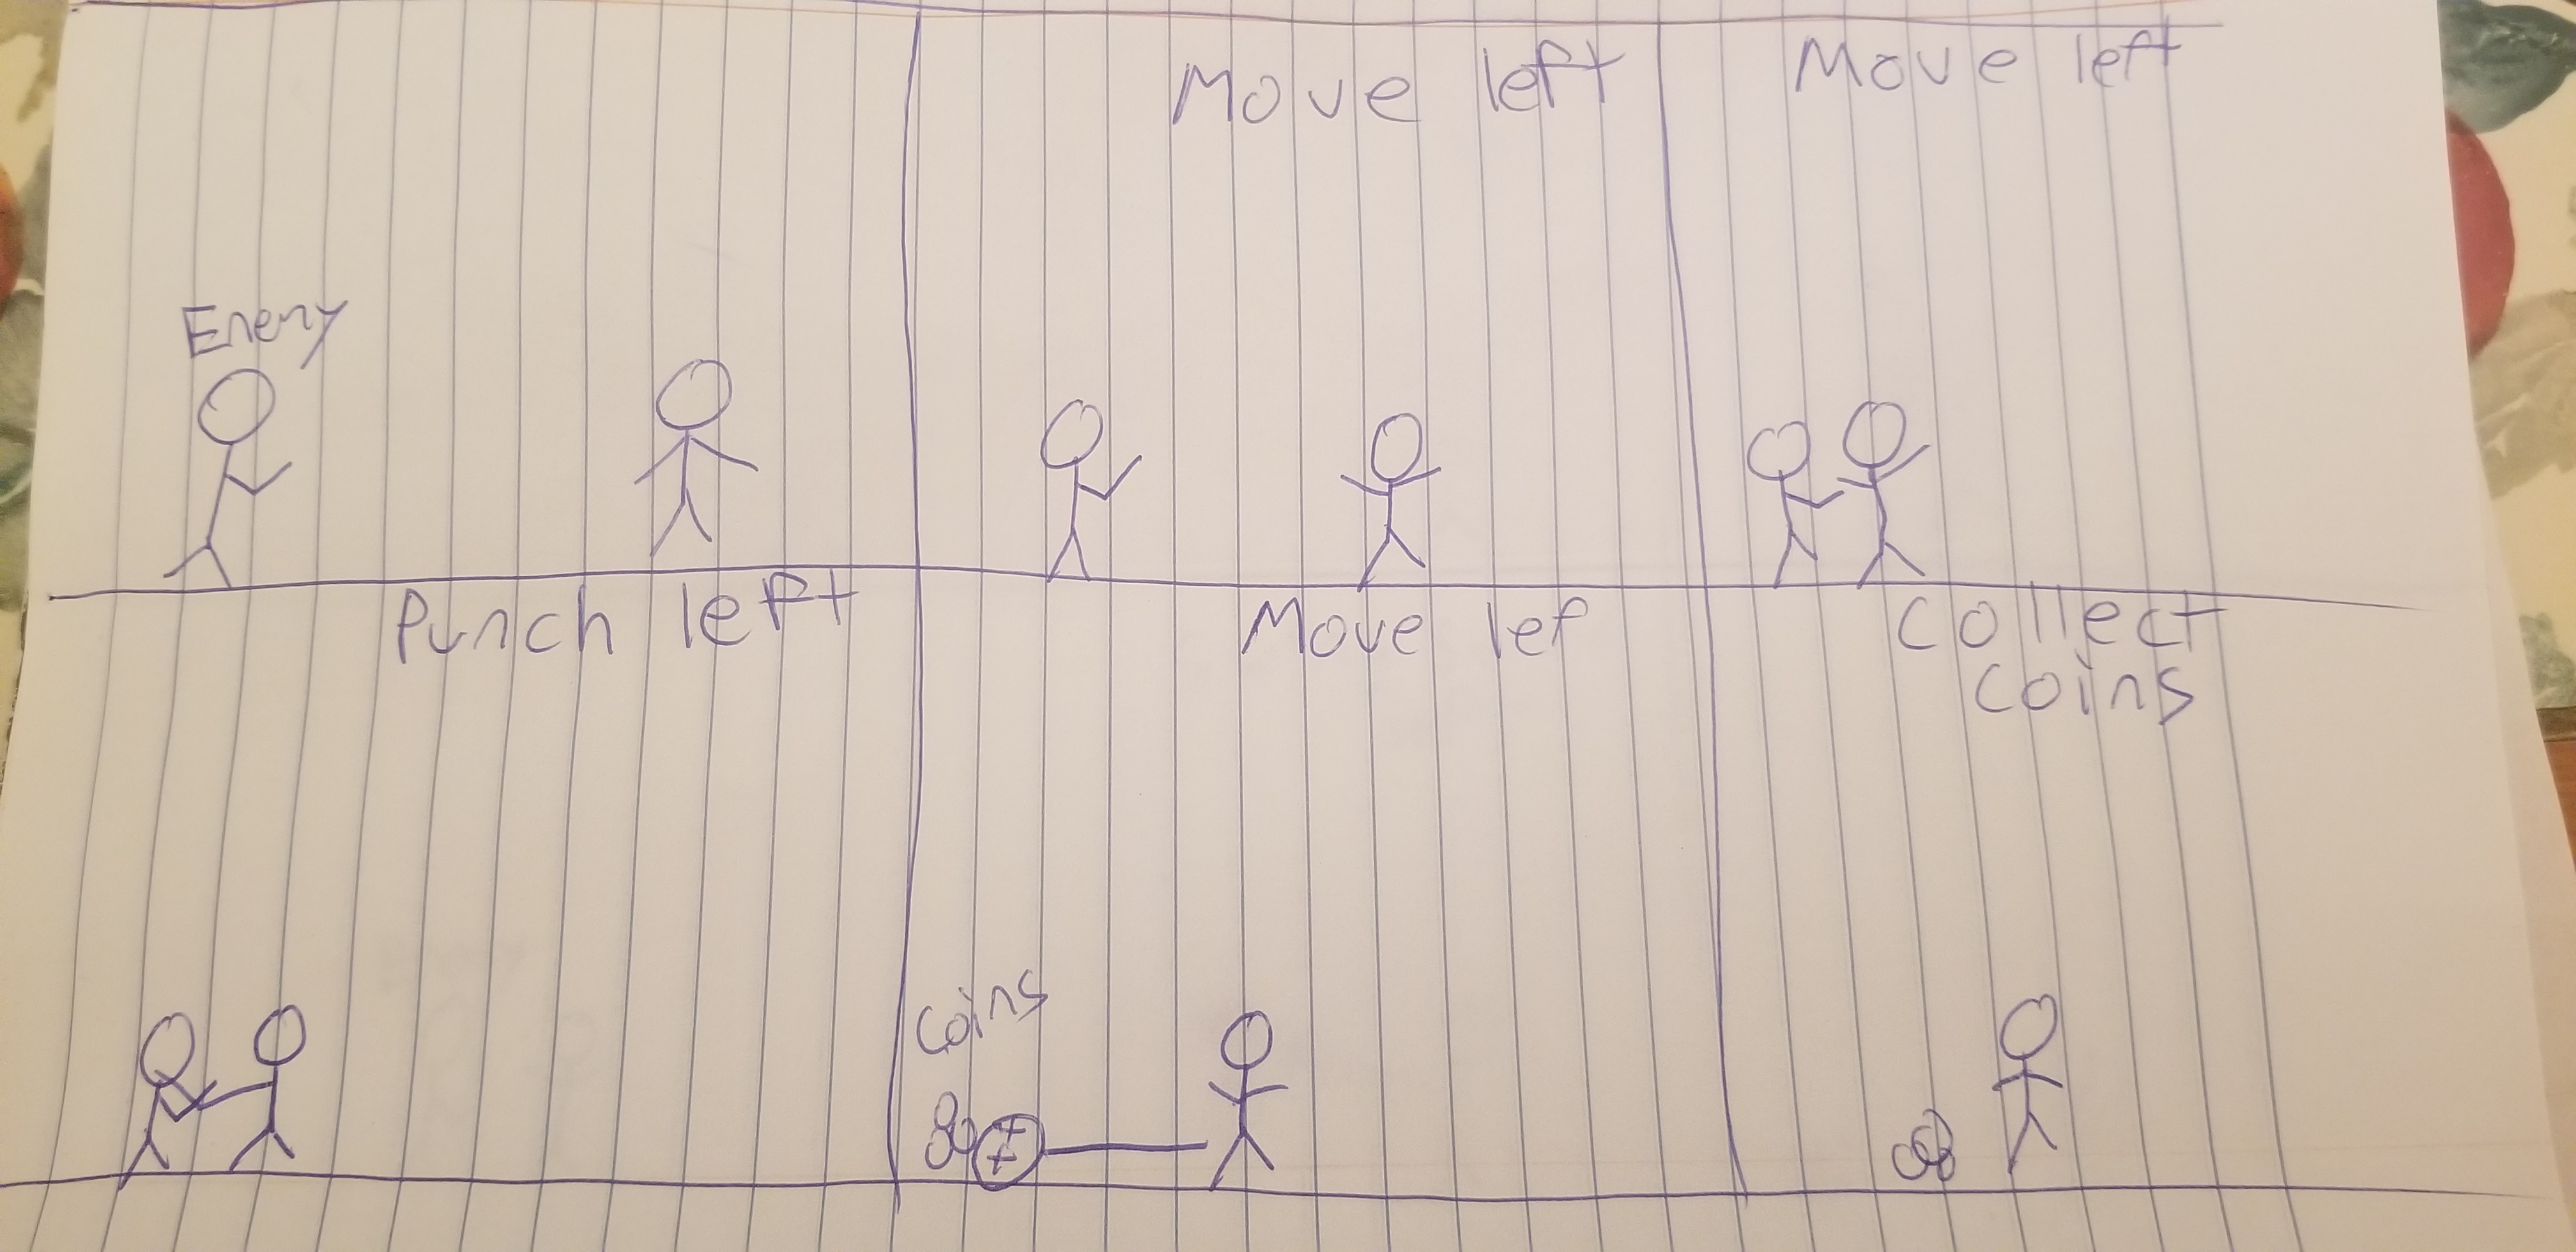 Enemy
Move left
Move left
Punch left
Move lef
Coins
Collect
Coins